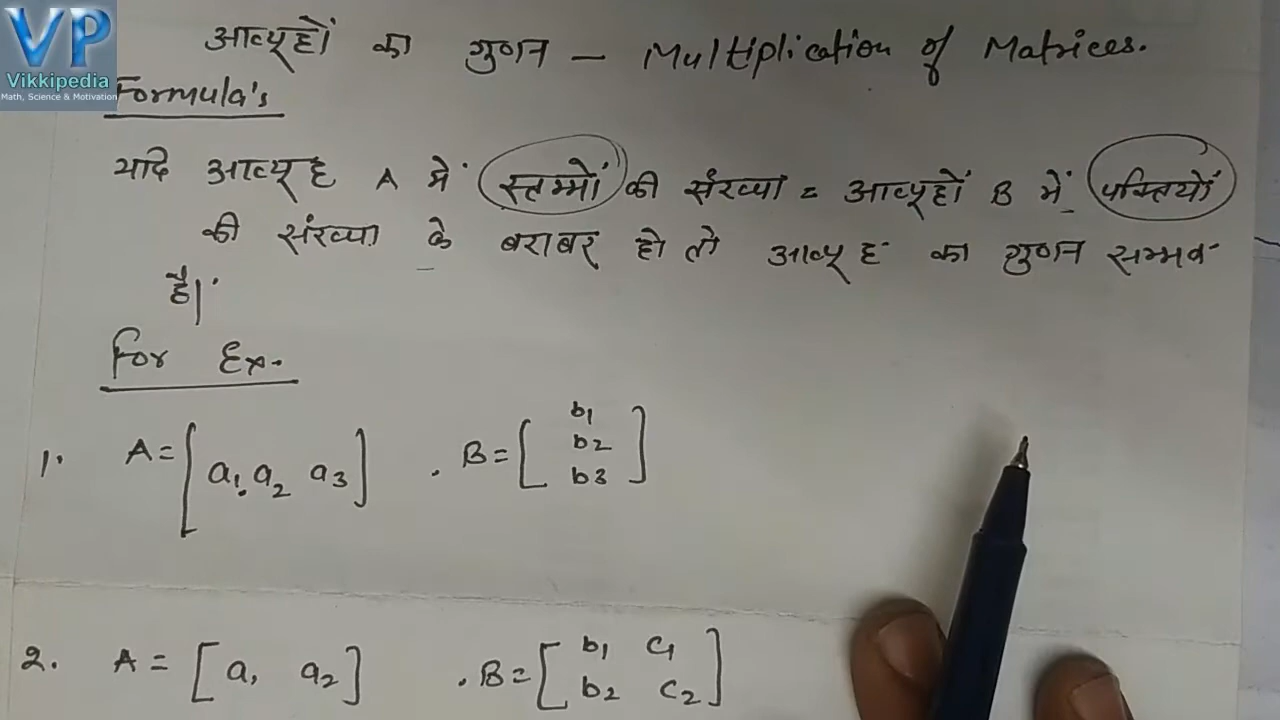 VP
Vikkipedia
Math, Science & Motivation
आव्यूहों का गुणन — Multiplication of Matrices.
Formula's
यदि आव्यूह A में स्तम्भों की संख्या = आव्यूहों B में पंक्तियों
की संख्या के बराबर हो तो आव्यूह का गुणन सम्भव
है।
For Ex.
1. A = [a1 a2 a3] , B = [b1
b2
b3]
2. A = [a1 a2] , B = [b1 c1
b2 c2]